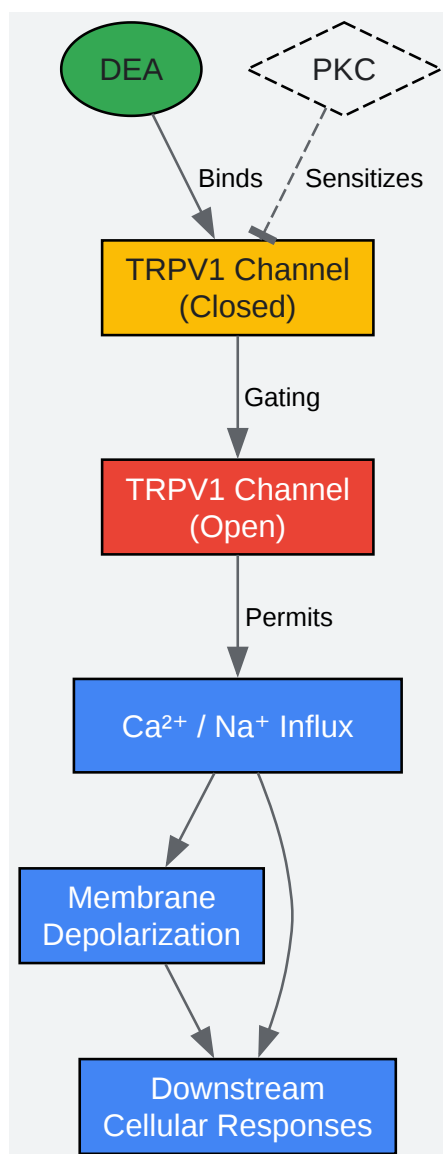 DEA
PKC
Binds
Sensitizes
TRPV1 Channel
(Closed)
Gating
TRPV1 Channel
(Open)
Permits
Ca²⁺ / Na⁺ Influx
Membrane
Depolarization
Downstream
Cellular Responses